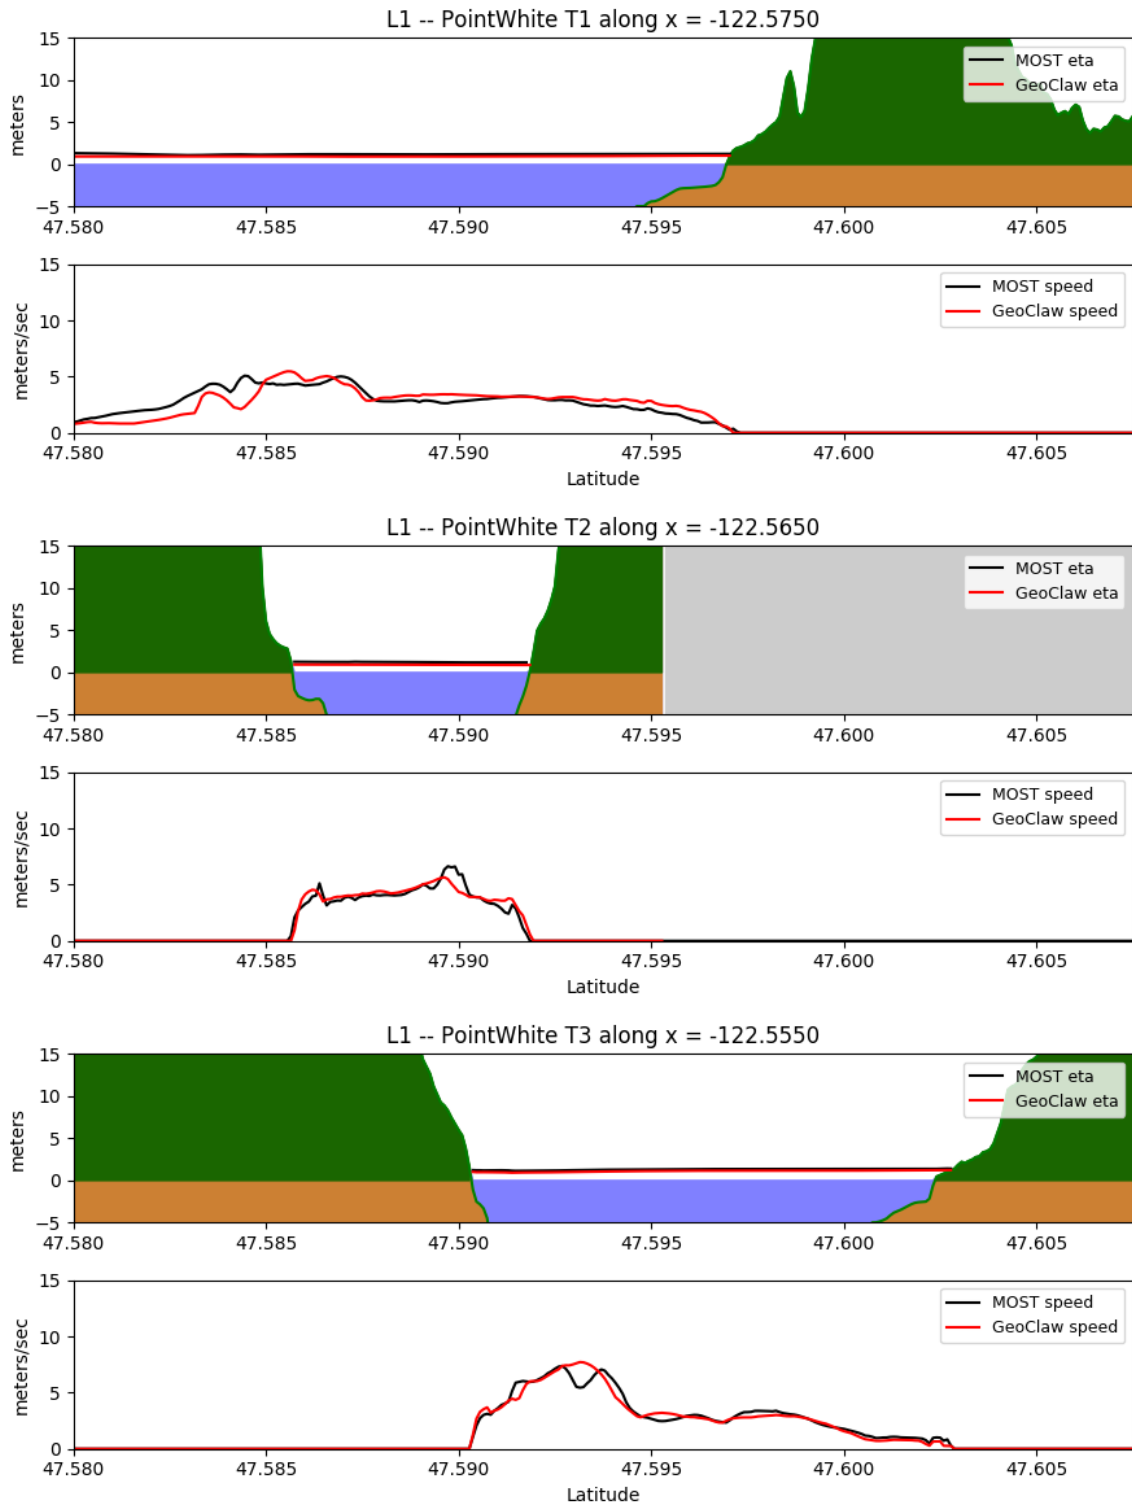 L1 -- PointWhite T1 along x = -122.5750
15
10
5
0
−5
meters
MOST eta
GeoClaw eta
47.580 47.585 47.590 47.595 47.600 47.605
15
10
5
0
meters/sec
MOST speed
GeoClaw speed
47.580 47.585 47.590 47.595 47.600 47.605
Latitude
L1 -- PointWhite T2 along x = -122.5650
15
10
5
0
−5
meters
MOST eta
GeoClaw eta
47.580 47.585 47.590 47.595 47.600 47.605
15
10
5
0
meters/sec
MOST speed
GeoClaw speed
47.580 47.585 47.590 47.595 47.600 47.605
Latitude
L1 -- PointWhite T3 along x = -122.5550
15
10
5
0
−5
meters
MOST eta
GeoClaw eta
47.580 47.585 47.590 47.595 47.600 47.605
15
10
5
0
meters/sec
MOST speed
GeoClaw speed
47.580 47.585 47.590 47.595 47.600 47.605
Latitude